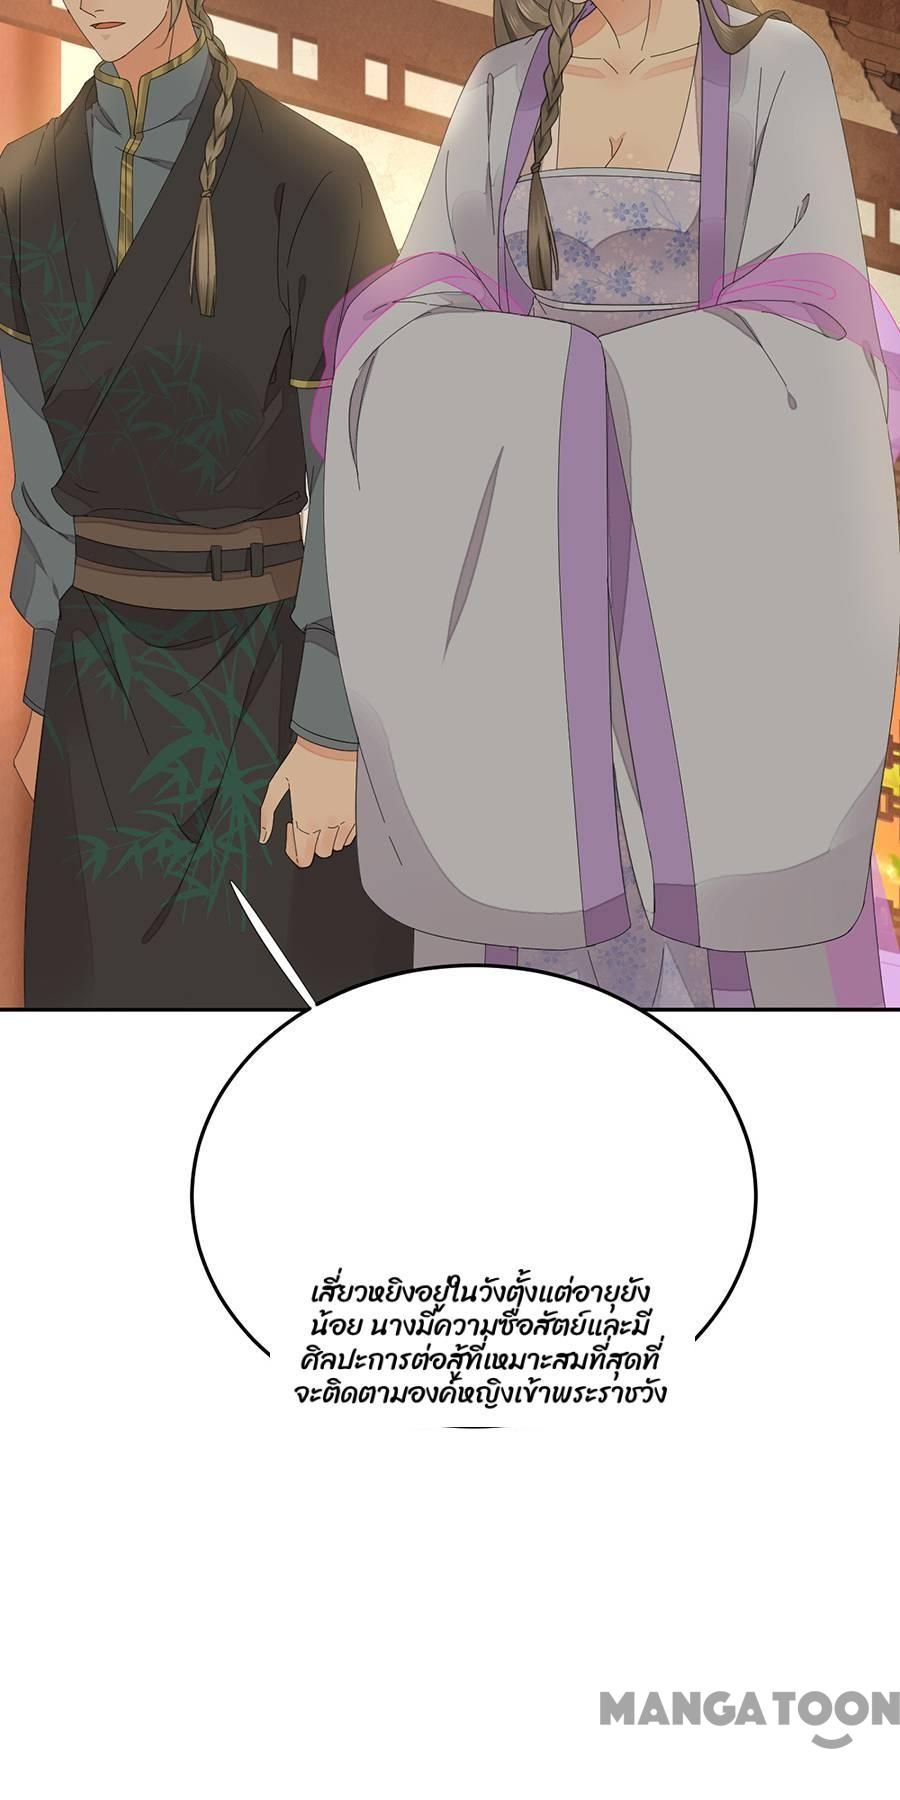 เสี่ยวหยิงอยู่ในวังตั้งแต่อายุยัง
น้อย นางมีความซื่อสัตย์และมี
ศิลปะการต่อสู้ที่เหมาะสมที่สุดที่
จะติดตามองค์หญิงเข้าพระราชวัง
MANGATOON